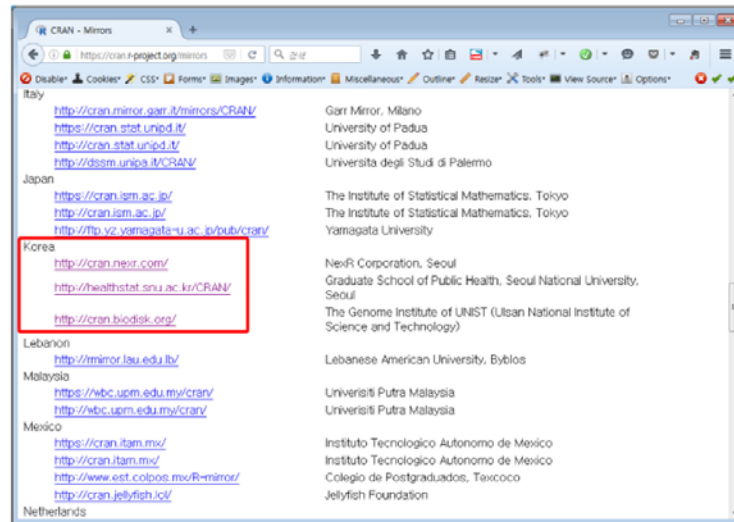 CRAN - Mirrors
https://cran.r-project.org/mirrors
검색
Disable Cookies CSS Forms Images Information Miscellaneous Outline Resize Tools View Source Options
Italy
http://cran.mirror.garr.it/mirrors/CRAN/ Garr Mirror, Milano
https://cran.stat.unipd.it/ University of Padua
http://cran.stat.unipd.it/ University of Padua
http://dssm.unipa.it/CRAN/ Universita degli Studi di Palermo
Japan
https://cran.ism.ac.jp/ The Institute of Statistical Mathematics, Tokyo
http://cran.ism.ac.jp/ The Institute of Statistical Mathematics, Tokyo
http://ftp.yz.yamagata-u.ac.jp/pub/cran/ Yamagata University
Korea
http://cran.nexr.com/ NexR Corporation, Seoul
http://healthstat.snu.ac.kr/CRAN/ Graduate School of Public Health, Seoul National University,
Seoul
http://cran.biodisk.org/ The Genome Institute of UNIST (Ulsan National Institute of
Science and Technology)
Lebanon
http://rmirror.lau.edu.lb/ Lebanese American University, Byblos
Malaysia
https://wbc.upm.edu.my/cran/ Univerisiti Putra Malaysia
http://wbc.upm.edu.my/cran/ Univerisiti Putra Malaysia
Mexico
https://cran.itam.mx/ Instituto Tecnologico Autonomo de Mexico
http://cran.itam.mx/ Instituto Tecnologico Autonomo de Mexico
http://www.est.colpos.mx/R-mirror/ Colegio de Postgraduados, Texcoco
http://cran.jellyfish.lol/ Jellyfish Foundation
Netherlands